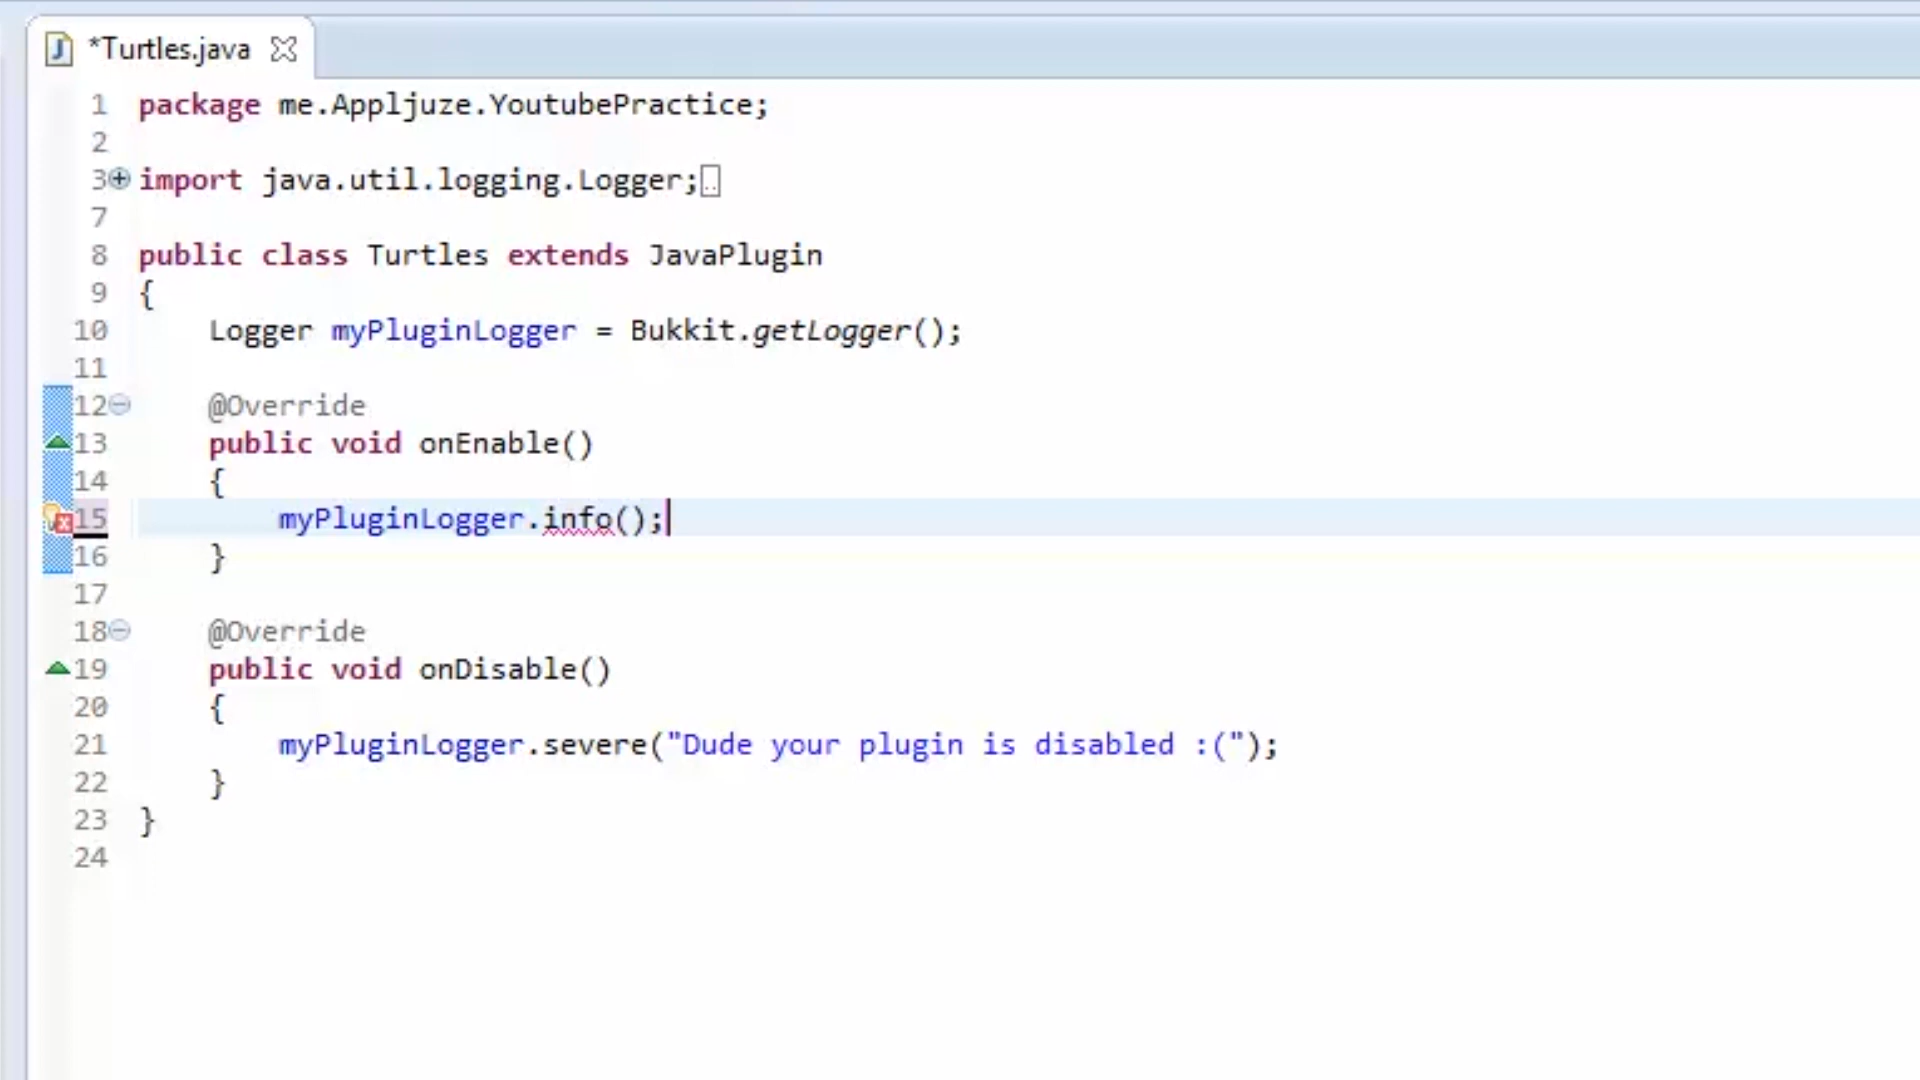 *Turtles.java
1 package me.Appljuze.YoutubePractice;
2
3 import java.util.logging.Logger;
7
8 public class Turtles extends JavaPlugin
9 {
10 Logger myPluginLogger = Bukkit.getLogger();
11
12 @Override
13 public void onEnable()
14 {
15 myPluginLogger.info();
16 }
17
18 @Override
19 public void onDisable()
20 {
21 myPluginLogger.severe("Dude your plugin is disabled :(");
22 }
23 }
24